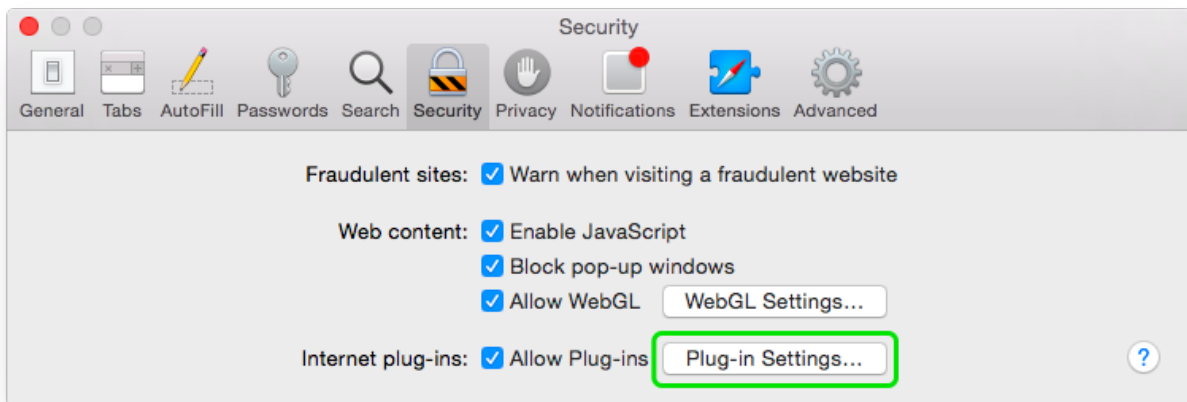 Security
General Tabs AutoFill Passwords Search Security Privacy Notifications Extensions Advanced
Fraudulent sites: Warn when visiting a fraudulent website
Web content: Enable JavaScript
Block pop-up windows
Allow WebGL WebGL Settings...
Internet plug-ins: Allow Plug-ins Plug-in Settings... ?